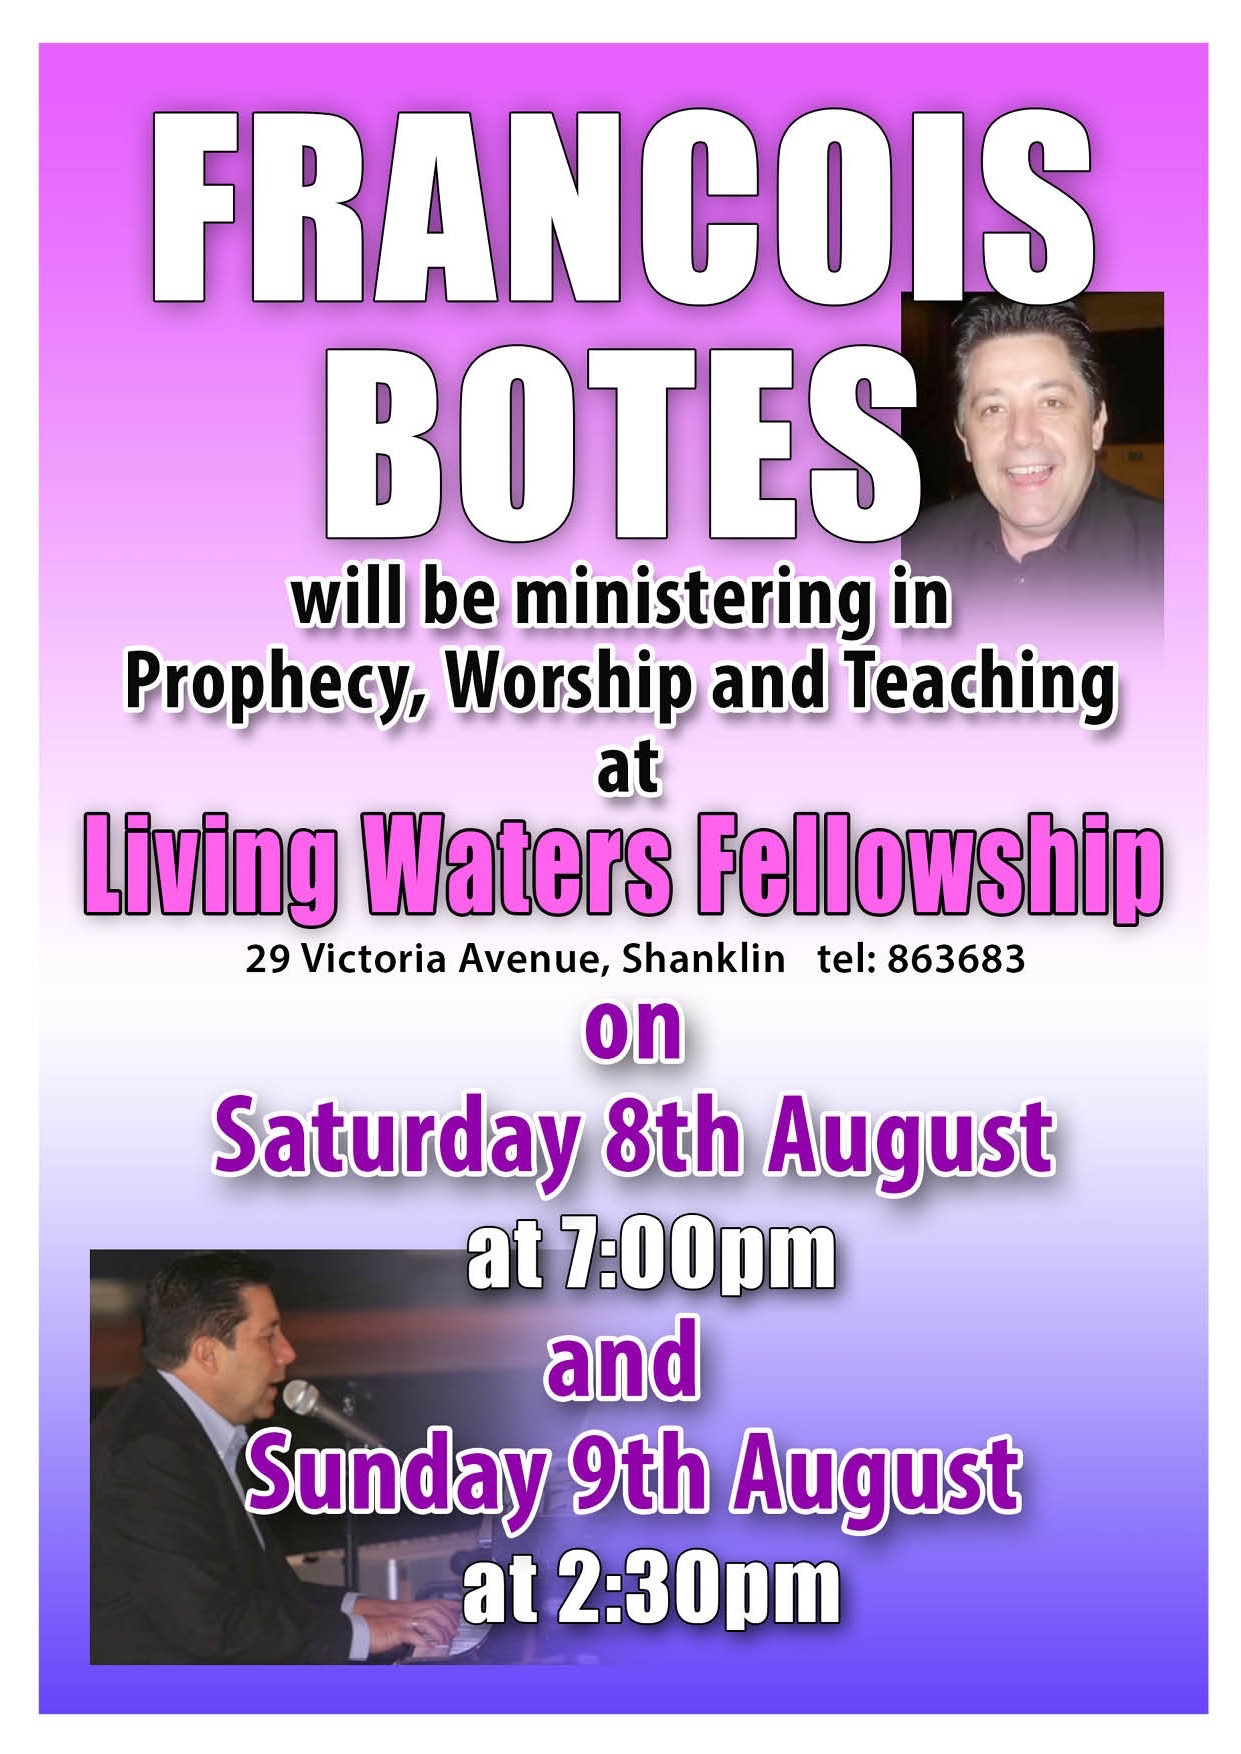 FRANCOIS
BOTES
will be ministering in
Prophecy, Worship and Teaching
at
Living Waters Fellowship
29 Victoria Avenue, Shanklin tel: 863683
on
Saturday 8th August
at 7:00pm
and
Sunday 9th August
at 2:30pm